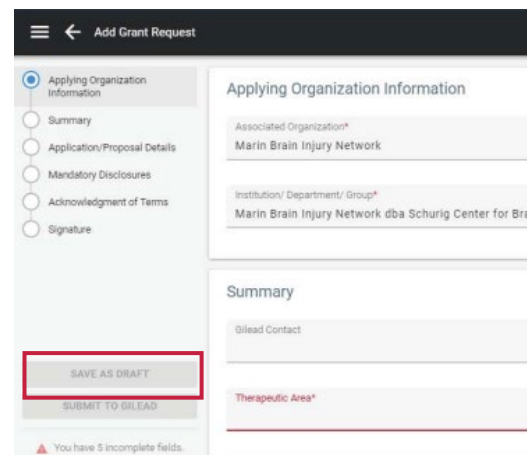 Add Grant Request
Applying Organization
Information
Summary
Application/Proposal Details
Mandatory Disclosures
Acknowledgment of Terms
Signature
SAVE AS DRAFT
SUBMIT TO GILEAD
You have 5 incomplete fields.
Applying Organization Information
Associated Organization*
Marin Brain Injury Network
Institution/ Department/ Group*
Marin Brain Injury Network dba Schurig Center for Bra
Summary
Gilead Contact
Therapeutic Area*